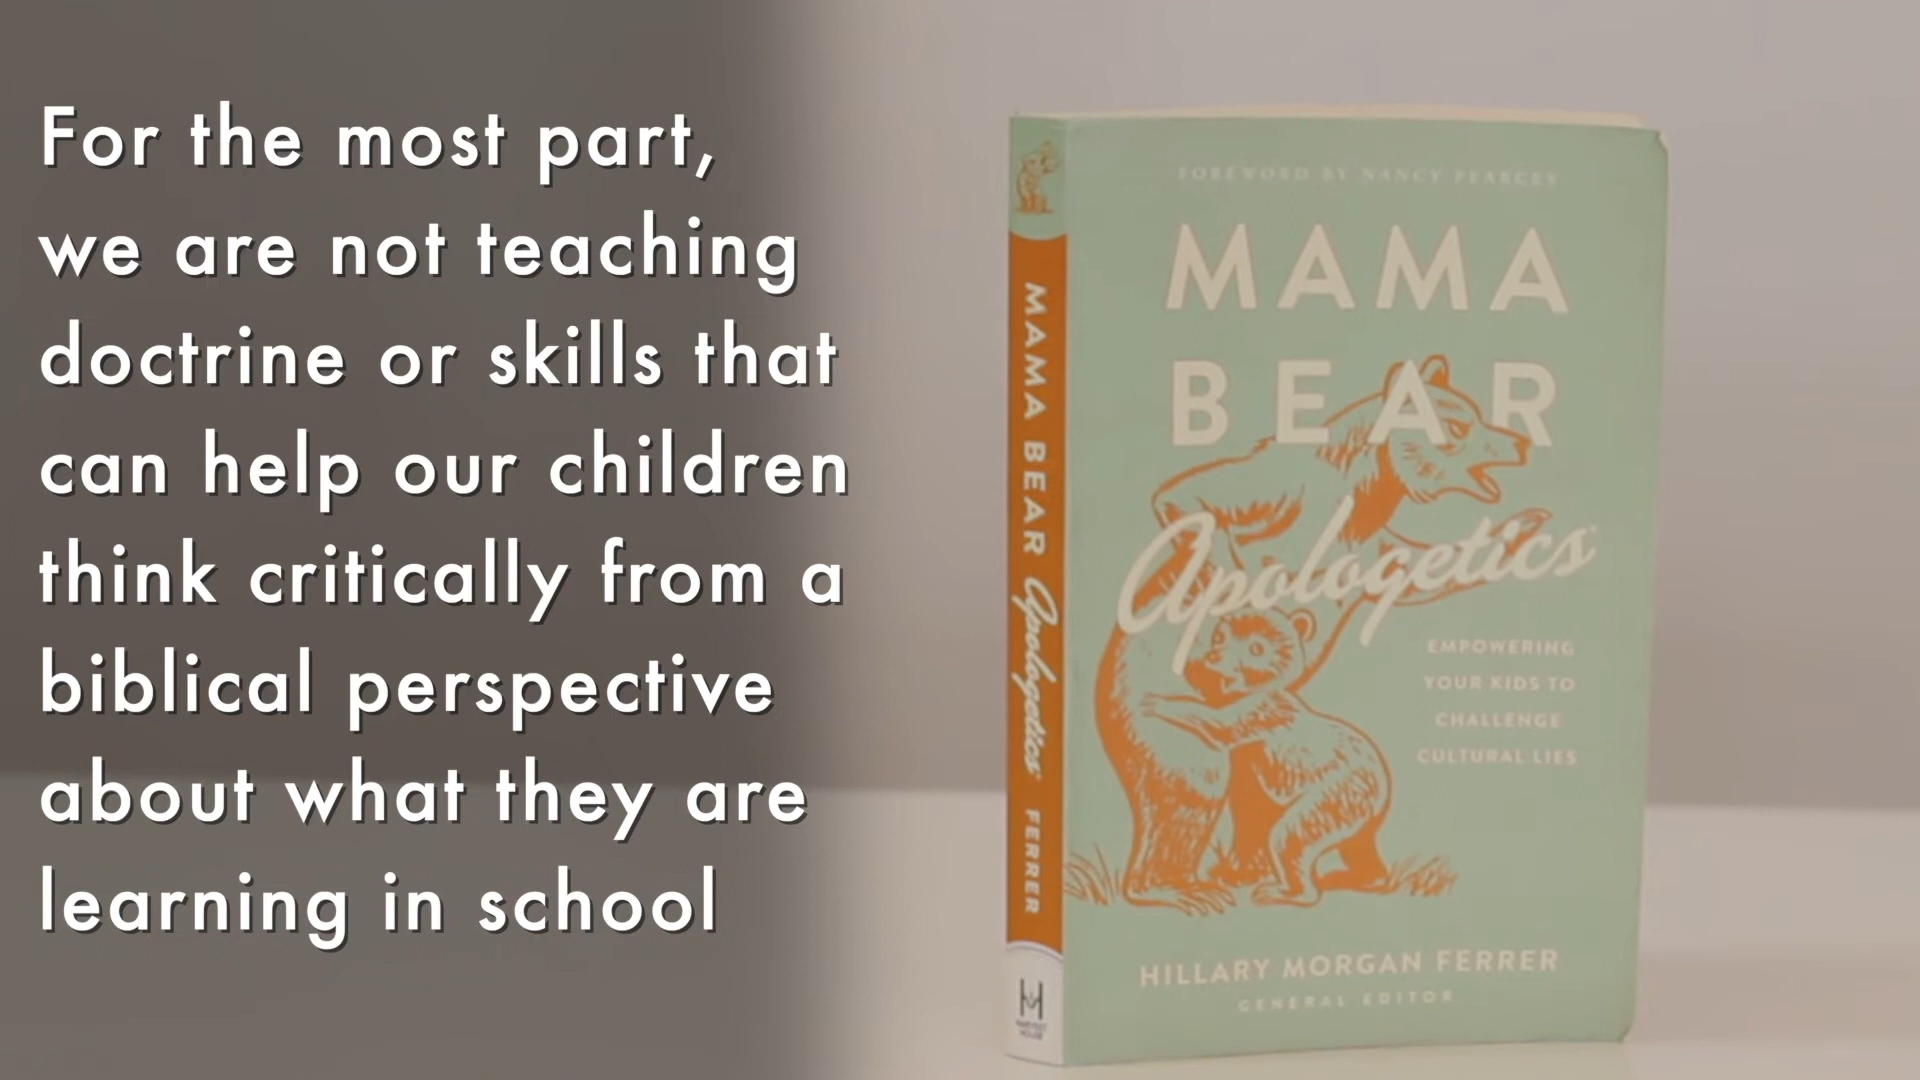 For the most part,
we are not teaching
doctrine or skills that
can help our children
think critically from a
biblical perspective
about what they are
learning in school
MAMA BEAR Apologetics FERRER
H
HARVEST
HOUSE
FOREWORD BY NANCY PEARCEY
MAMA
BEAR
Apologetics
EMPOWERING
YOUR KIDS TO
CHALLENGE
CULTURAL LIES
HILLARY MORGAN FERRER
GENERAL EDITOR